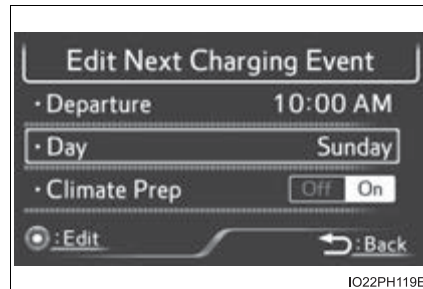 Edit Next Charging Event
・Departure 10:00 AM
・Day Sunday
・Climate Prep Off On
:Edit :Back
IO22PH119E